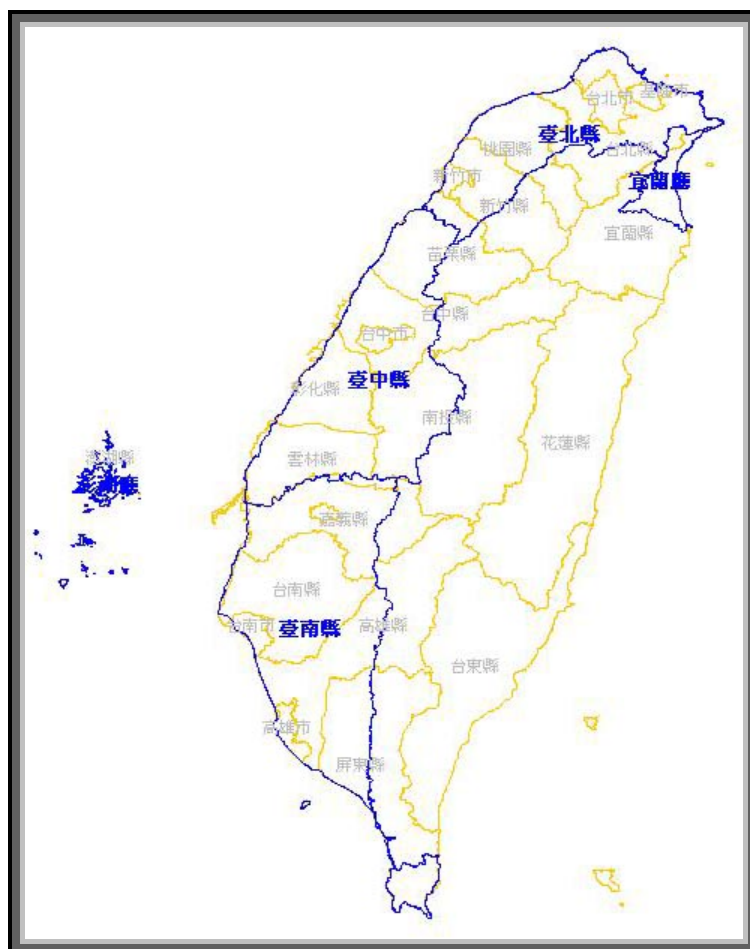 基隆市
台北市
臺北縣
桃園縣
台北縣
新竹市
宜蘭廳
新竹縣
宜蘭縣
苗栗縣
台中縣
台中市
臺中縣
彰化縣
南投縣
花蓮縣
澎湖縣
雲林縣
澎湖廳
嘉義縣
台南縣
台南市
臺南縣
高雄縣
台東縣
高雄市
屏東縣